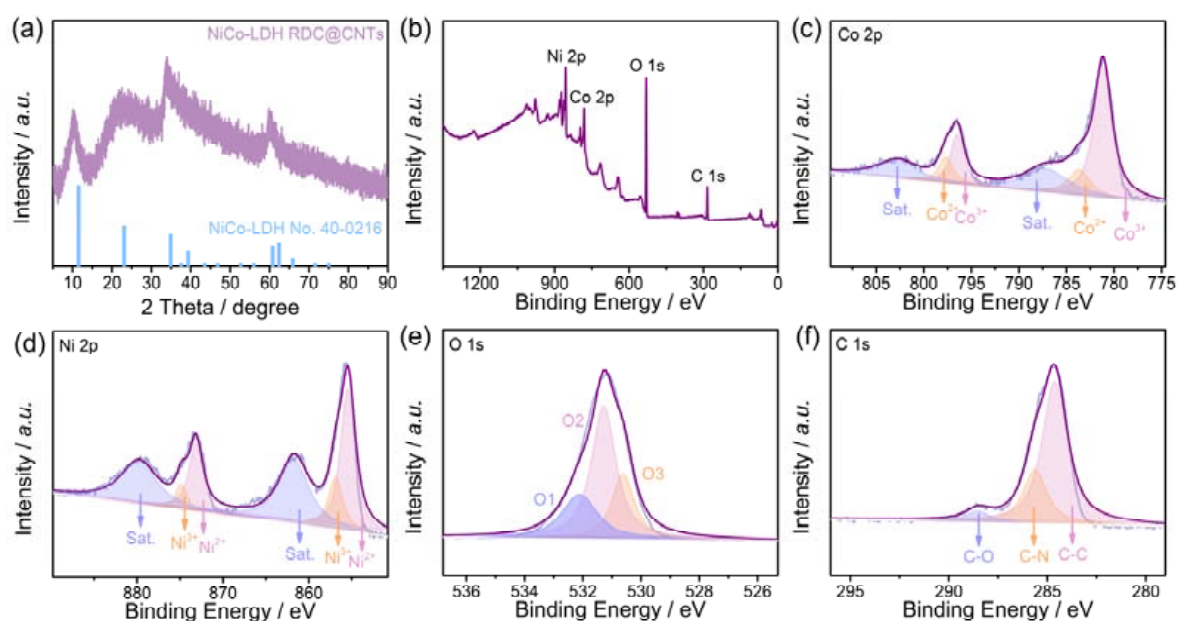 (a)
NiCo-LDH RDC@CNTs
NiCo-LDH No. 40-0216
Intensity / a.u.
10 20 30 40 50 60 70 80 90
2 Theta / degree
(b)
Ni 2p
Co 2p
O 1s
C 1s
Intensity / a.u.
1200 900 600 300 0
Binding Energy / eV
(c)
Co 2p
Sat.
Co²⁺
Co³⁺
Sat.
Co²⁺
Co³⁺
Intensity / a.u.
805 800 795 790 785 780 775
Binding Energy / eV
(d)
Ni 2p
Sat.
Ni³⁺
Ni²⁺
Sat.
Ni³⁺
Ni²⁺
Intensity / a.u.
880 870 860
Binding Energy / eV
(e)
O 1s
O1
O2
O3
Intensity / a.u.
536 534 532 530 528 526
Binding Energy / eV
(f)
C 1s
C-O
C-N
C-C
Intensity / a.u.
295 290 285 280
Binding Energy / eV